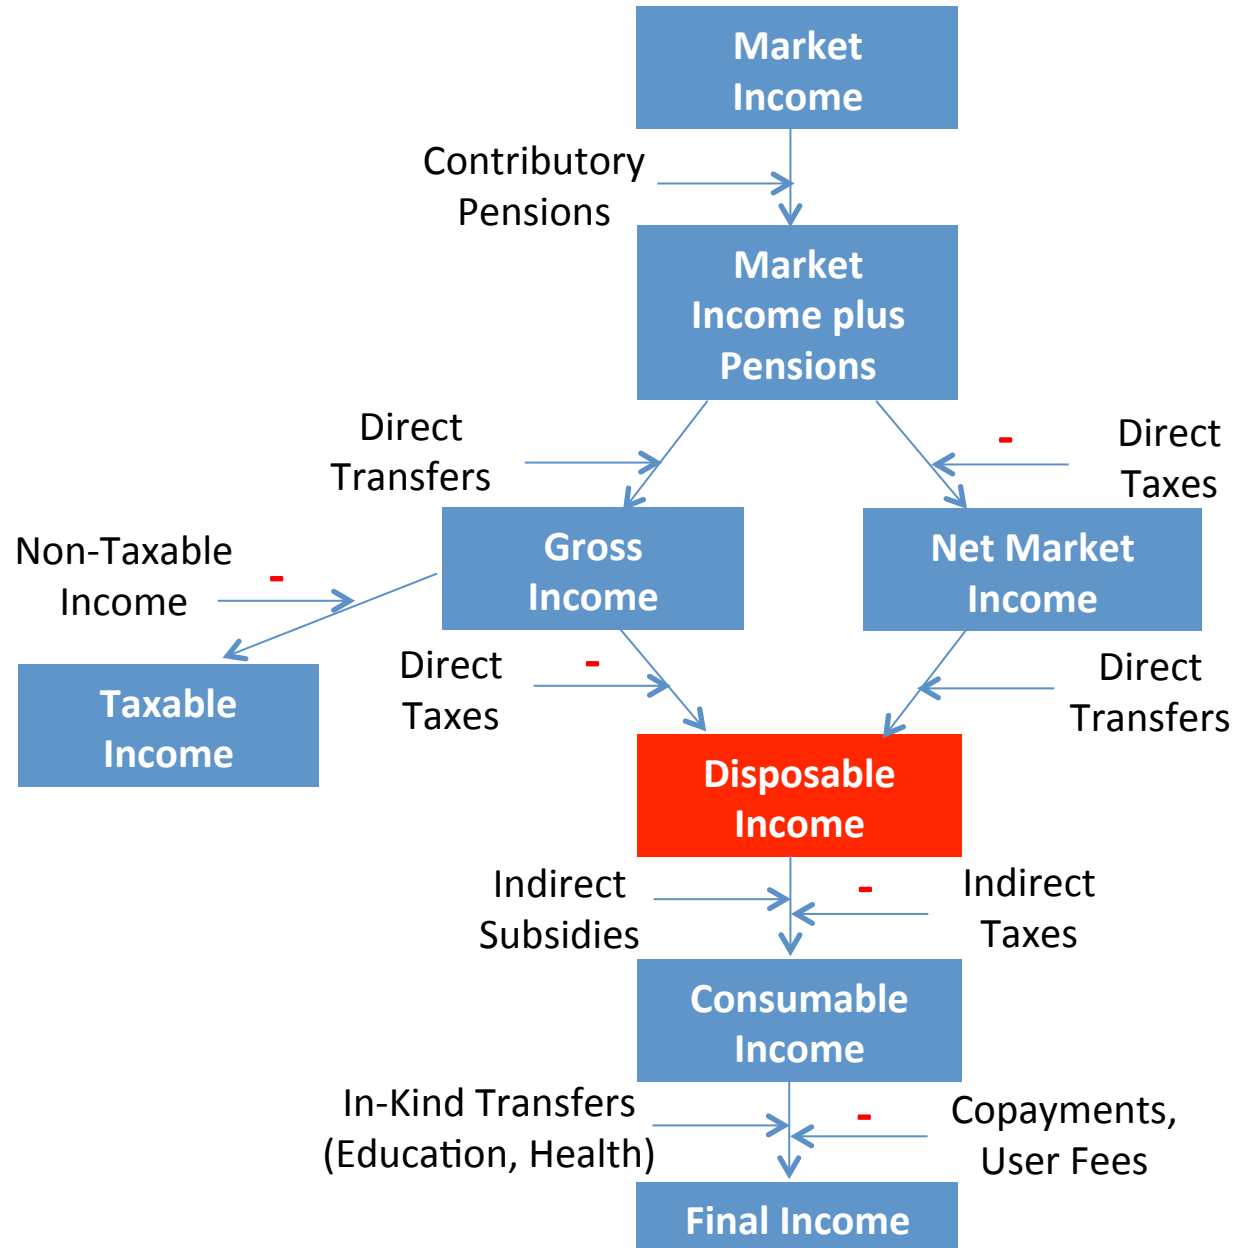 Market
Income
Contributory
Pensions
Market
Income plus
Pensions
Direct
Transfers
-
Direct
Taxes
Non-Taxable
Income
-
Gross
Income
Net Market
Income
Taxable
Income
Direct
Taxes
-
Direct
Transfers
Disposable
Income
Indirect
Subsidies
-
Indirect
Taxes
Consumable
Income
In-Kind Transfers
(Education, Health)
-
Copayments,
User Fees
Final Income